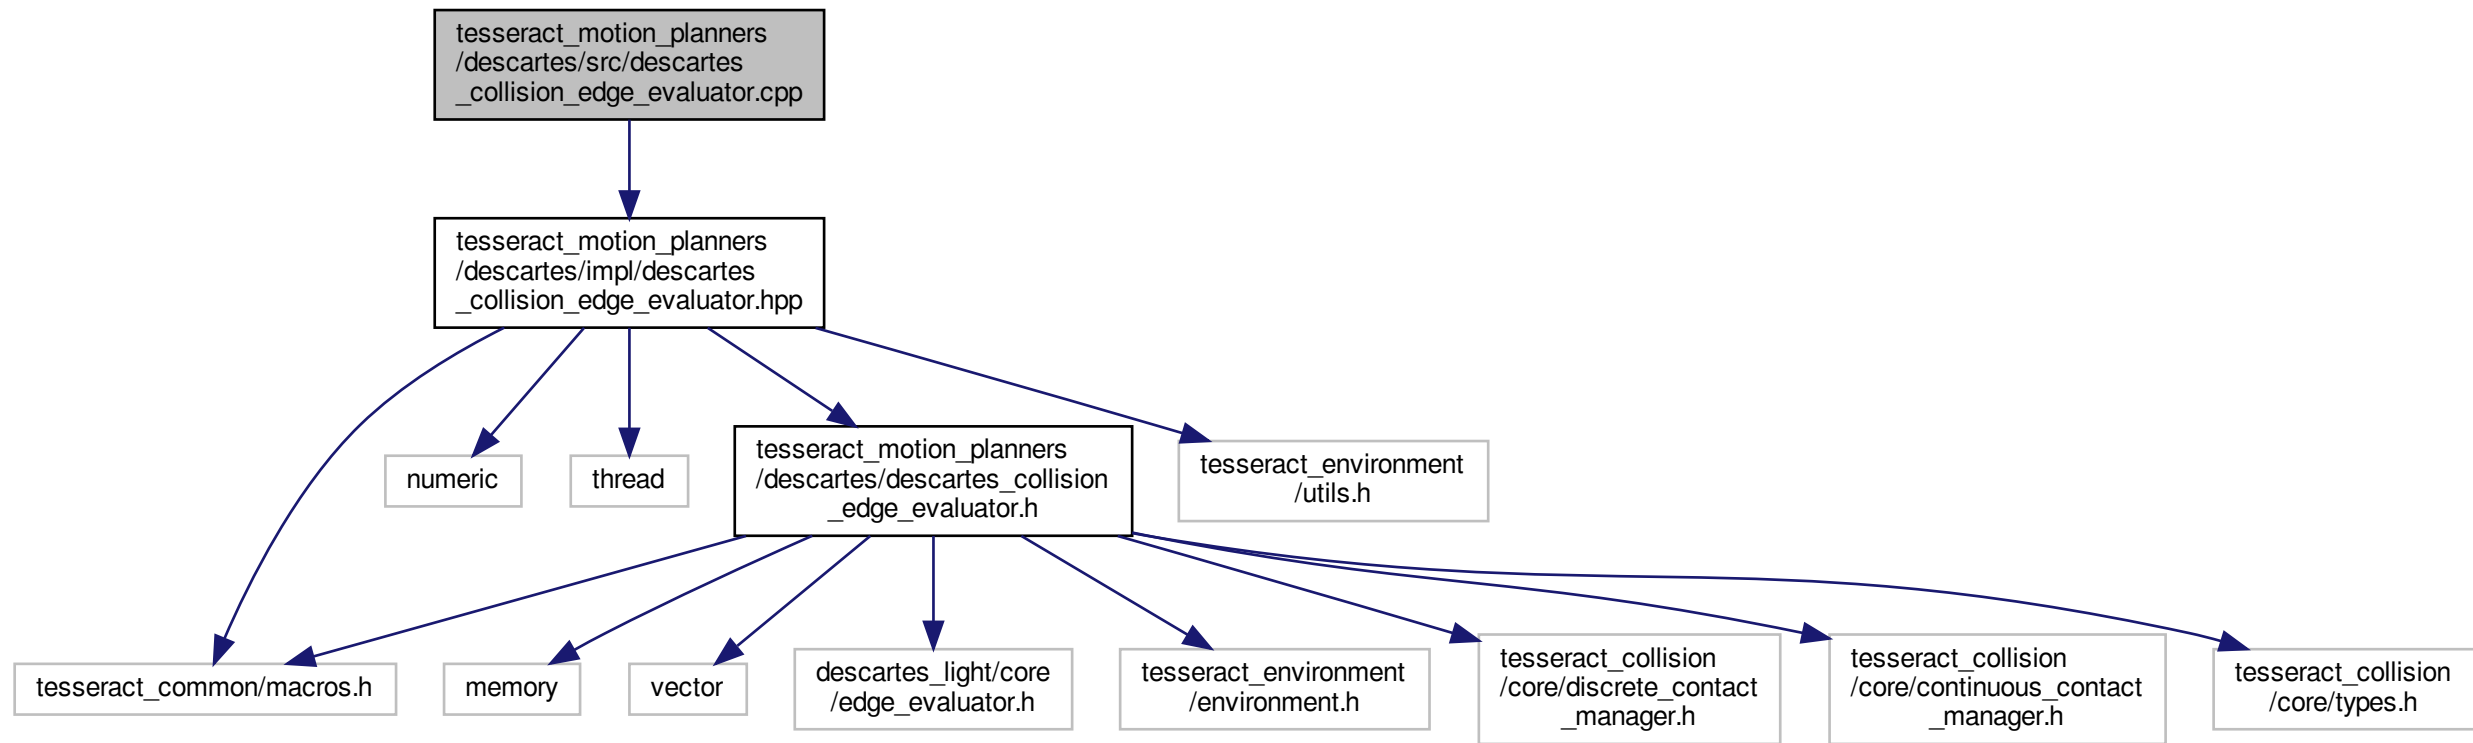 tesseract_motion_planners
/descartes/src/descartes
_collision_edge_evaluator.cpp
tesseract_motion_planners
/descartes/impl/descartes
_collision_edge_evaluator.hpp
numeric
thread
tesseract_motion_planners
/descartes/descartes_collision
_edge_evaluator.h
tesseract_environment
/utils.h
tesseract_common/macros.h
memory
vector
descartes_light/core
/edge_evaluator.h
tesseract_environment
/environment.h
tesseract_collision
/core/discrete_contact
_manager.h
tesseract_collision
/core/continuous_contact
_manager.h
tesseract_collision
/core/types.h